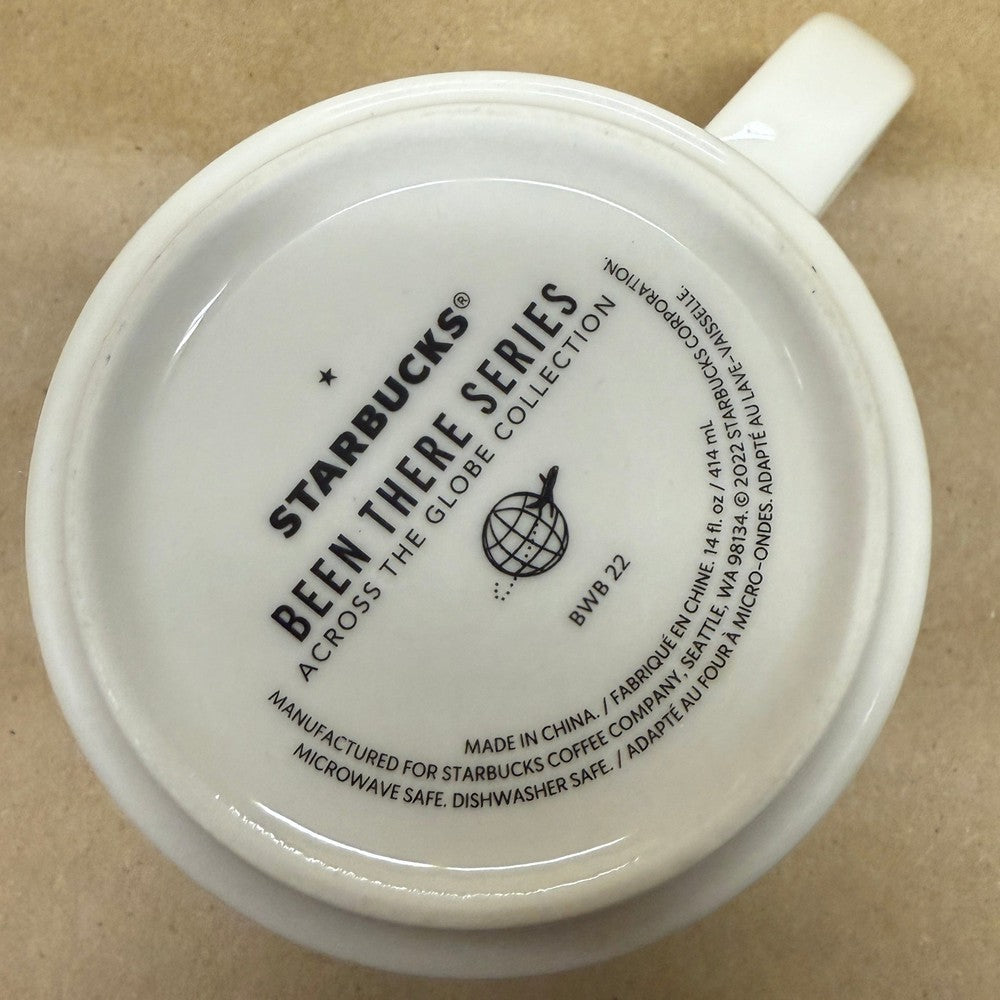 STARBUCKS®
BEEN THERE SERIES
ACROSS THE GLOBE COLLECTION
BWB 22
MADE IN CHINA. / FABRIQUÉ EN CHINE. 14 fl. oz / 414 mL
MANUFACTURED FOR STARBUCKS COFFEE COMPANY, SEATTLE, WA 98134. © 2022 STARBUCKS CORPORATION.
MICROWAVE SAFE. DISHWASHER SAFE. / ADAPTÉ AU FOUR À MICRO-ONDES. ADAPTÉ AU LAVE-VAISSELLE.